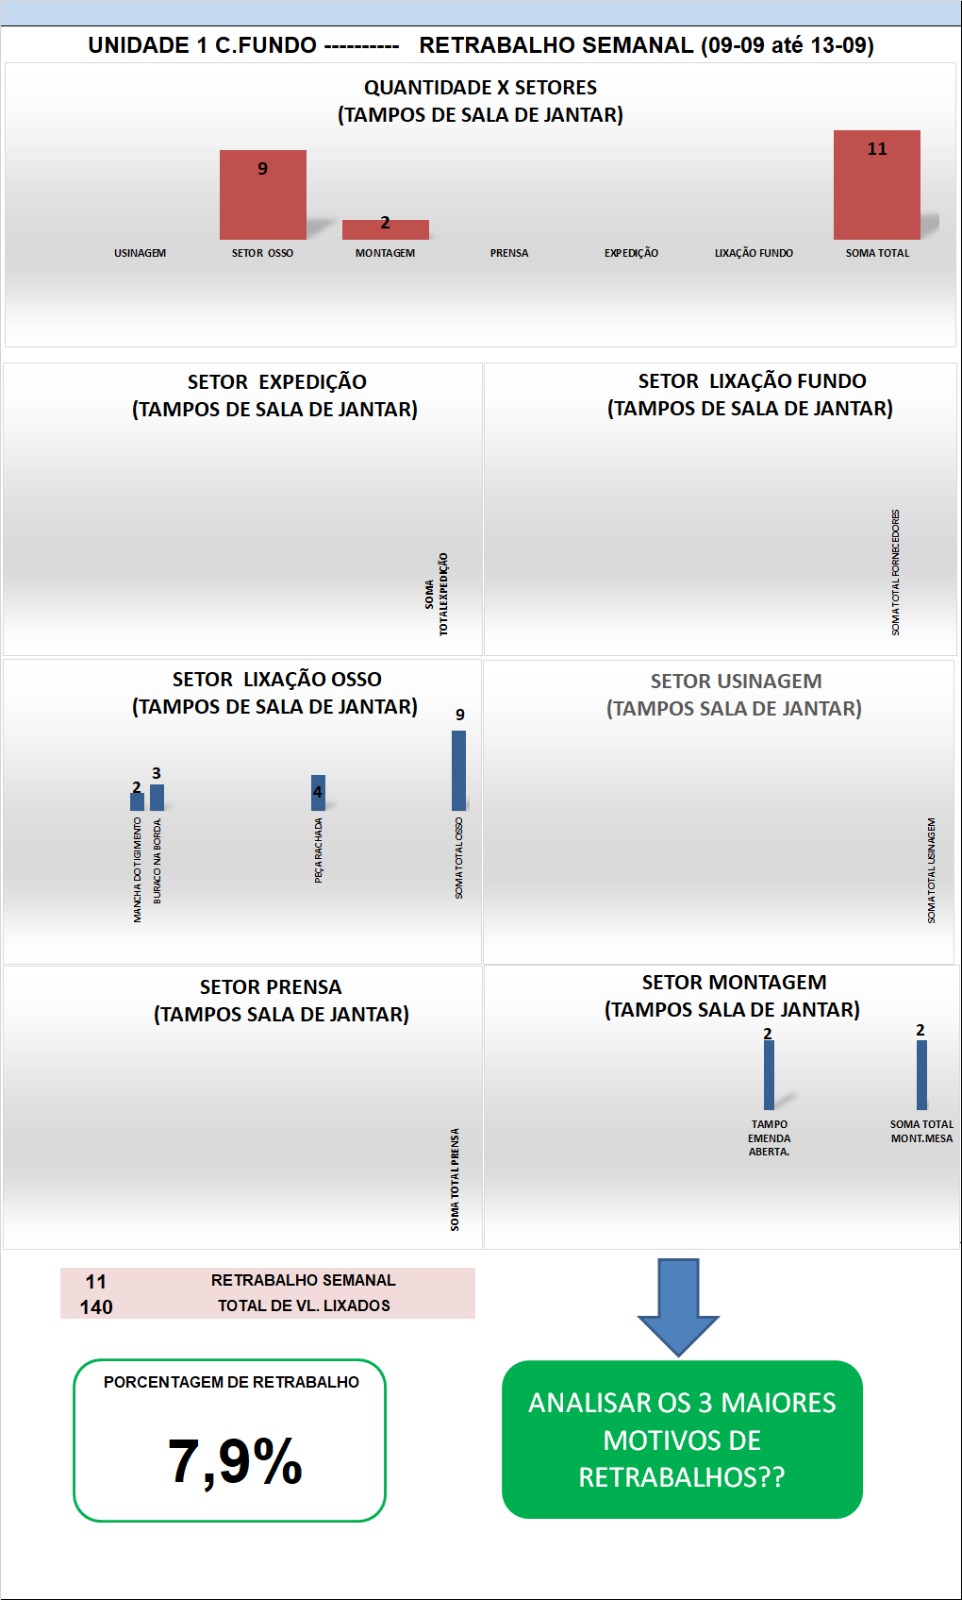 UNIDADE 1 C.FUNDO ---------- RETRABALHO SEMANAL (09-09 até 13-09)
QUANTIDADE X SETORES
(TAMPOS DE SALA DE JANTAR)
9
2
11
USINAGEM
SETOR OSSO
MONTAGEM
PRENSA
EXPEDIÇÃO
LIXAÇÃO FUNDO
SOMA TOTAL
SETOR EXPEDIÇÃO
(TAMPOS DE SALA DE JANTAR)
SOMA
TOTALEXPEDIÇÃO
SETOR LIXAÇÃO FUNDO
(TAMPOS DE SALA DE JANTAR)
SOMA TOTAL FORNECEDORES
SETOR LIXAÇÃO OSSO
(TAMPOS DE SALA DE JANTAR)
2
3
4
9
MANCHA DO TIGIMENTO
BURACO NA BORDA.
PEÇA RACHADA
SOMA TOTAL OSSO
SETOR USINAGEM
(TAMPOS SALA DE JANTAR)
SOMA TOTAL USINAGEM
SETOR PRENSA
(TAMPOS SALA DE JANTAR)
SOMA TOTAL PRENSA
SETOR MONTAGEM
(TAMPOS SALA DE JANTAR)
2
2
TAMPO
EMENDA
ABERTA.
SOMA TOTAL
MONT.MESA
11 RETRABALHO SEMANAL
140 TOTAL DE VL. LIXADOS
PORCENTAGEM DE RETRABALHO
7,9%
ANALISAR OS 3 MAIORES
MOTIVOS DE
RETRABALHOS??